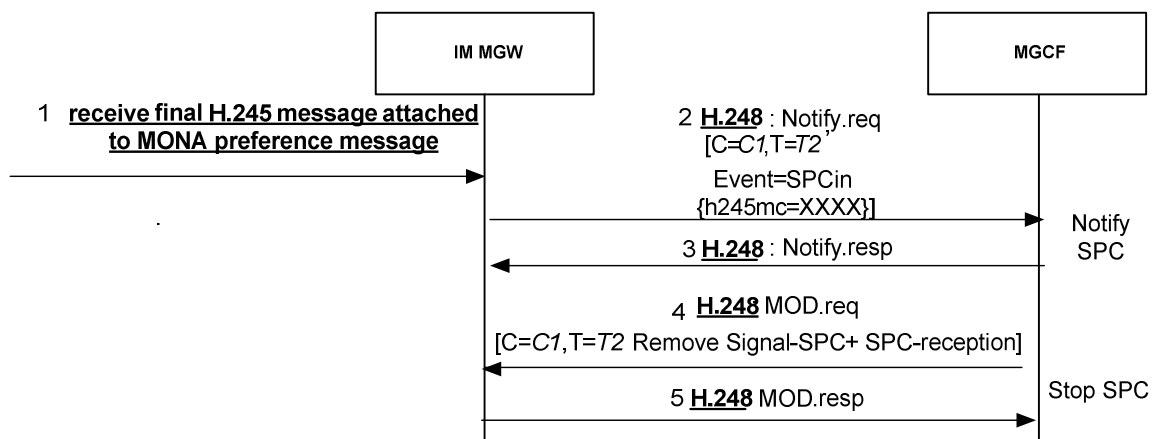 IM MGW
MGCF
1 receive final H.245 message attached
to MONA preference message
2 H.248 : Notify.req
[C=C1,T=T2,
Event=SPCin
{h245mc=XXXX}]
Notify
SPC
3 H.248 : Notify.resp
4 H.248 MOD.req
[C=C1,T=T2 Remove Signal-SPC+ SPC-reception]
Stop SPC
5 H.248 MOD.resp